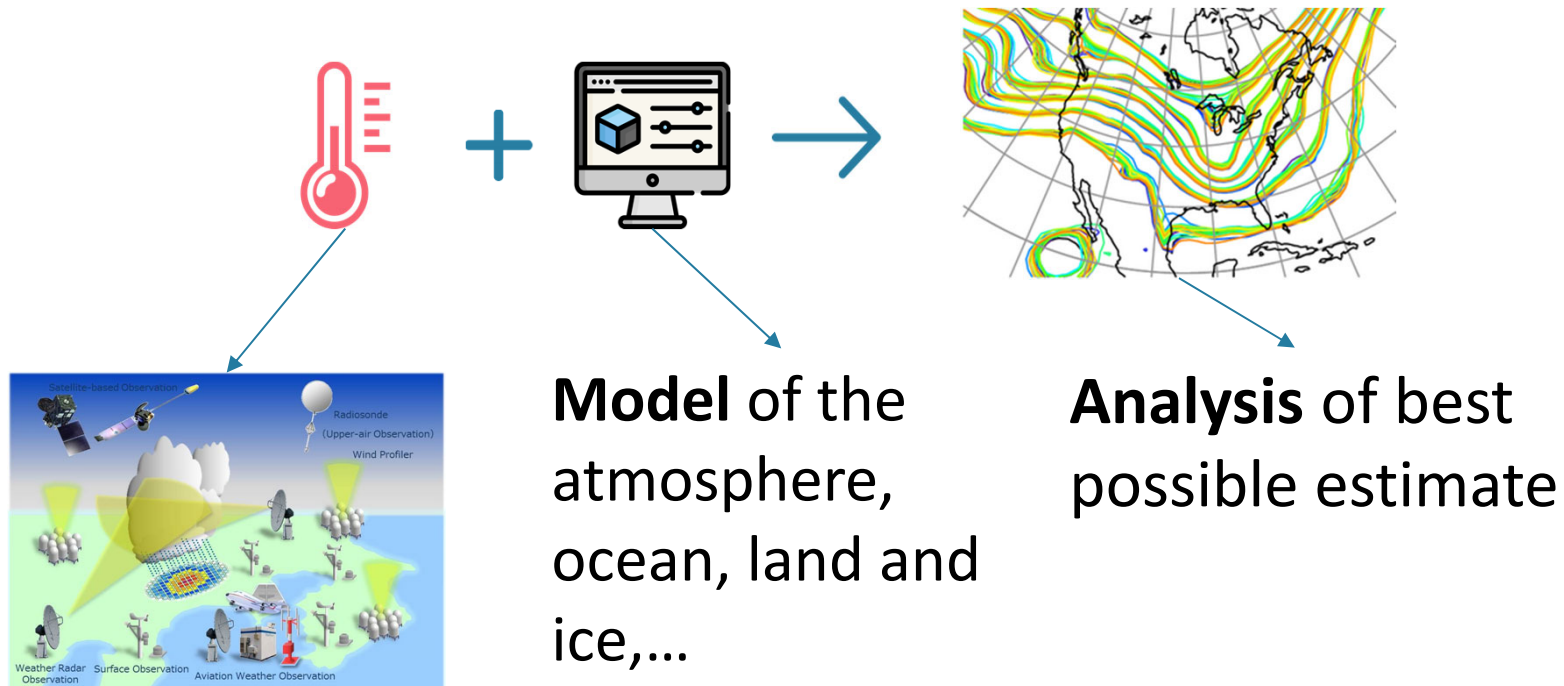 Satellite-based Observation
Radiosonde
(Upper-air Observation)
Wind Profiler
Weather Radar
Observation
Surface Observation
Aviation Weather Observation
Model of the
atmosphere,
ocean, land and
ice,...
Analysis of best
possible estimate